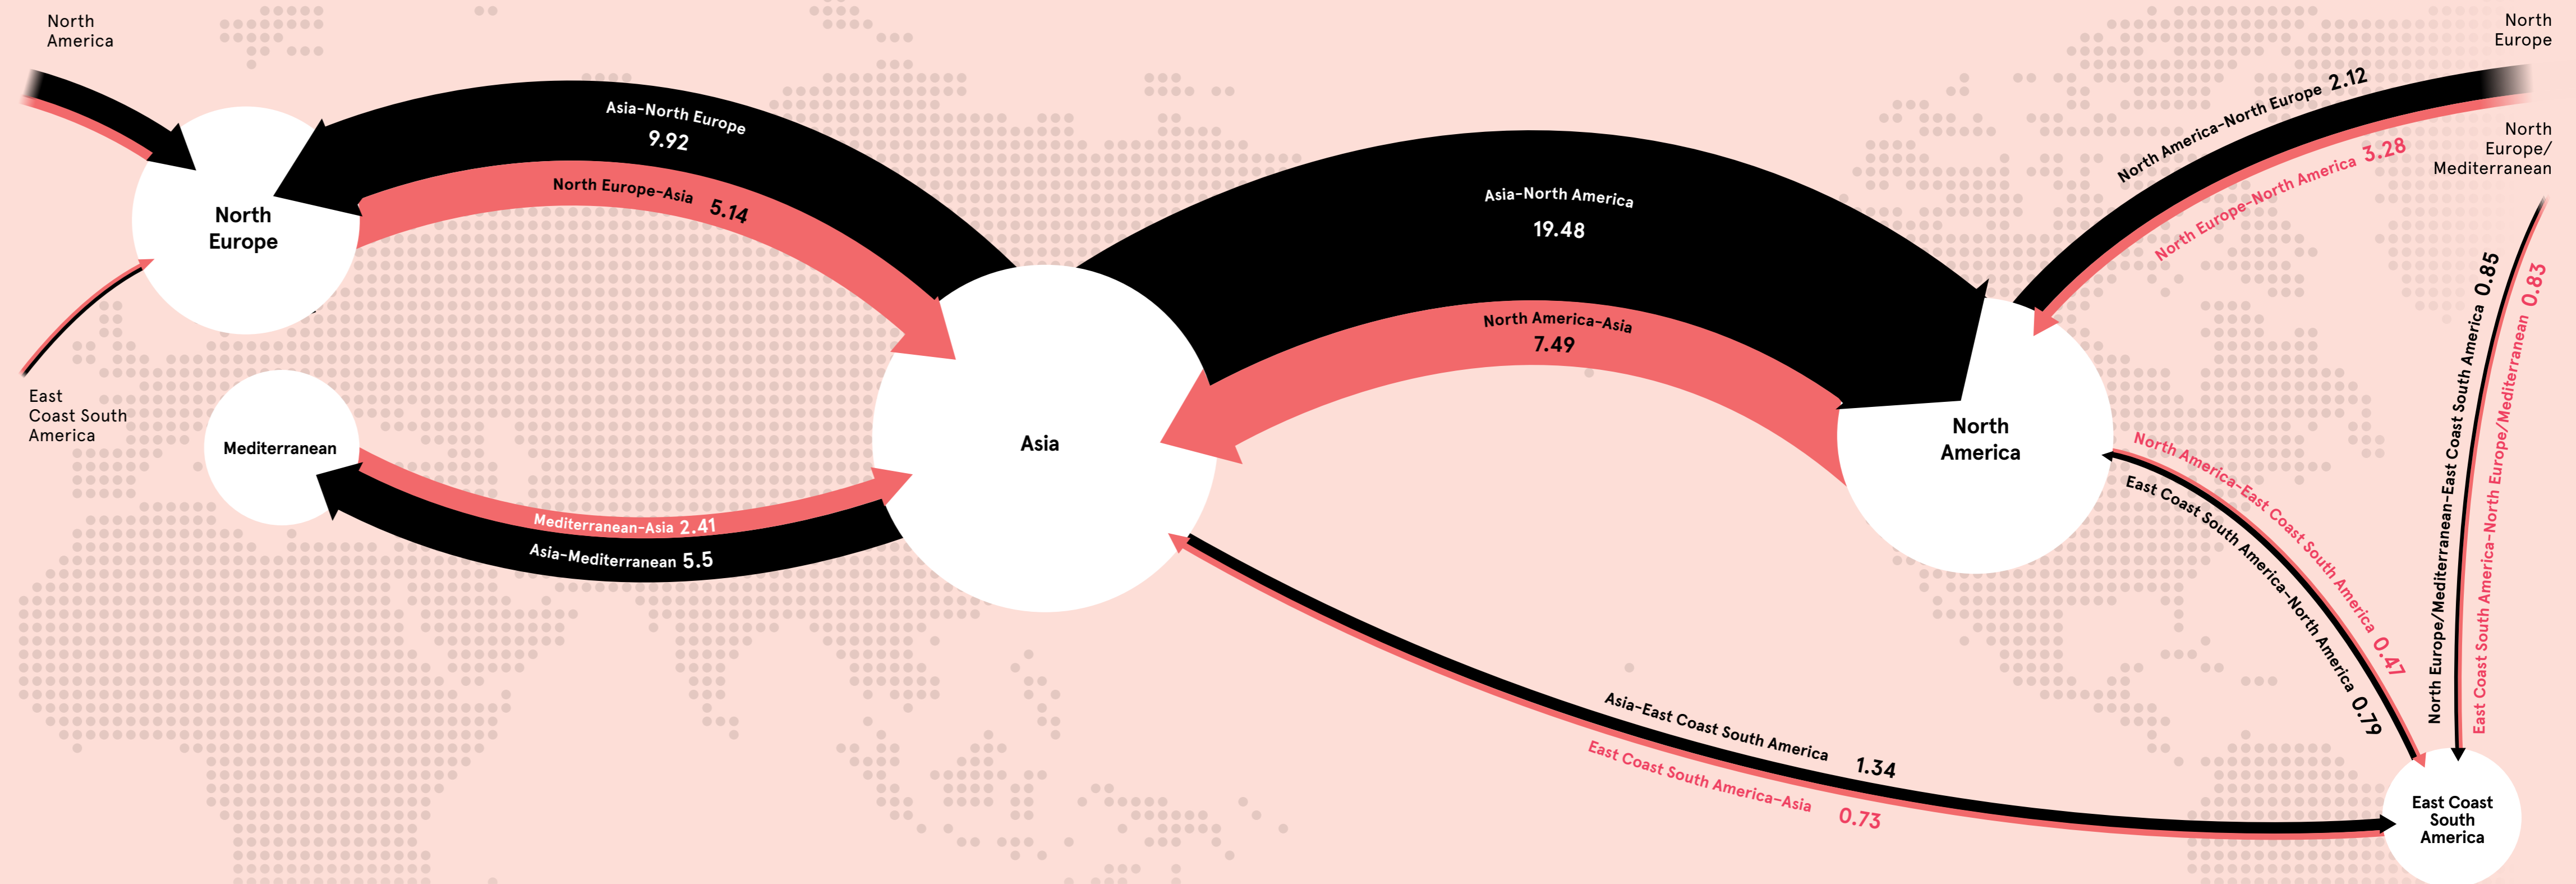 North
America
North
Europe
East
Coast South
America
Mediterranean
Asia-North Europe
9.92
North Europe-Asia 5.14
Mediterranean-Asia 2.41
Asia-Mediterranean 5.5
Asia
Asia-North America
19.48
North America-Asia
7.49
North
America
North America-North Europe 2.12
North Europe-North America 3.28
North
Europe
North
Europe/
Mediterranean
North Europe/Mediterranean-East Coast South America 0.85
East Coast South America-North Europe/Mediterranean 0.83
North America-East Coast South America 0.47
East Coast South America-North America 0.79
Asia-East Coast South America 1.34
East Coast South America-Asia 0.73
East Coast
South
America